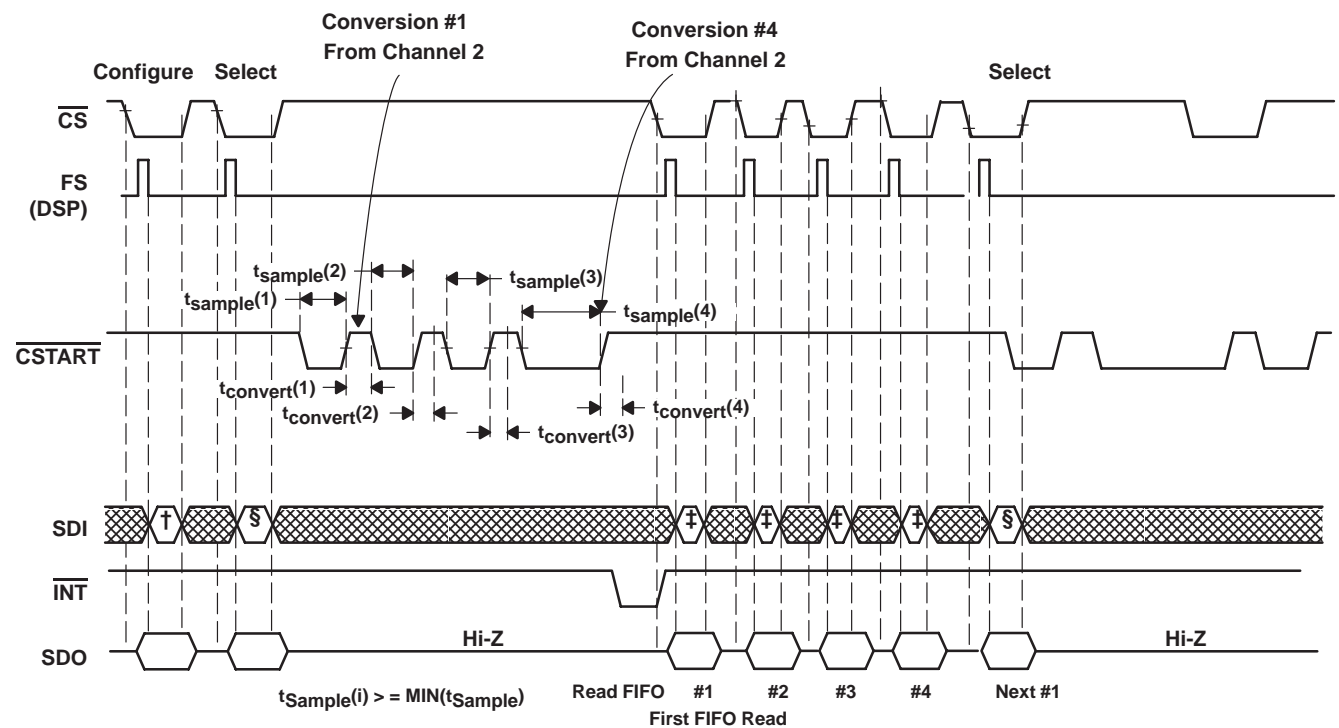 Conversion #1
From Channel 2
Conversion #4
From Channel 2
Configure Select Select
CS
FS
(DSP)
tsample(2)
tsample(3)
tsample(1)
tsample(4)
CSTART
tconvert(1)
tconvert(4)
tconvert(2)
tconvert(3)
SDI † § ‡ ‡ ‡ ‡ §
INT
Hi-Z Hi-Z
SDO
tSample(i) > = MIN(tSample) Read FIFO #1 #2 #3 #4 Next #1
First FIFO Read